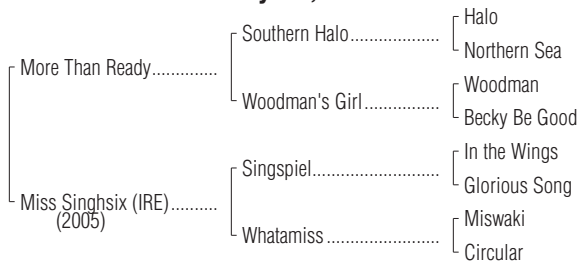 Halo
Southern Halo....................
Northern Sea
More Than Ready..............
Woodman
Woodman's Girl.................
Becky Be Good
In the Wings
Singspiel............................
Glorious Song
Miss Singhsix (IRE)..........
(2005)
Miswaki
Whatamiss.........................
Circular